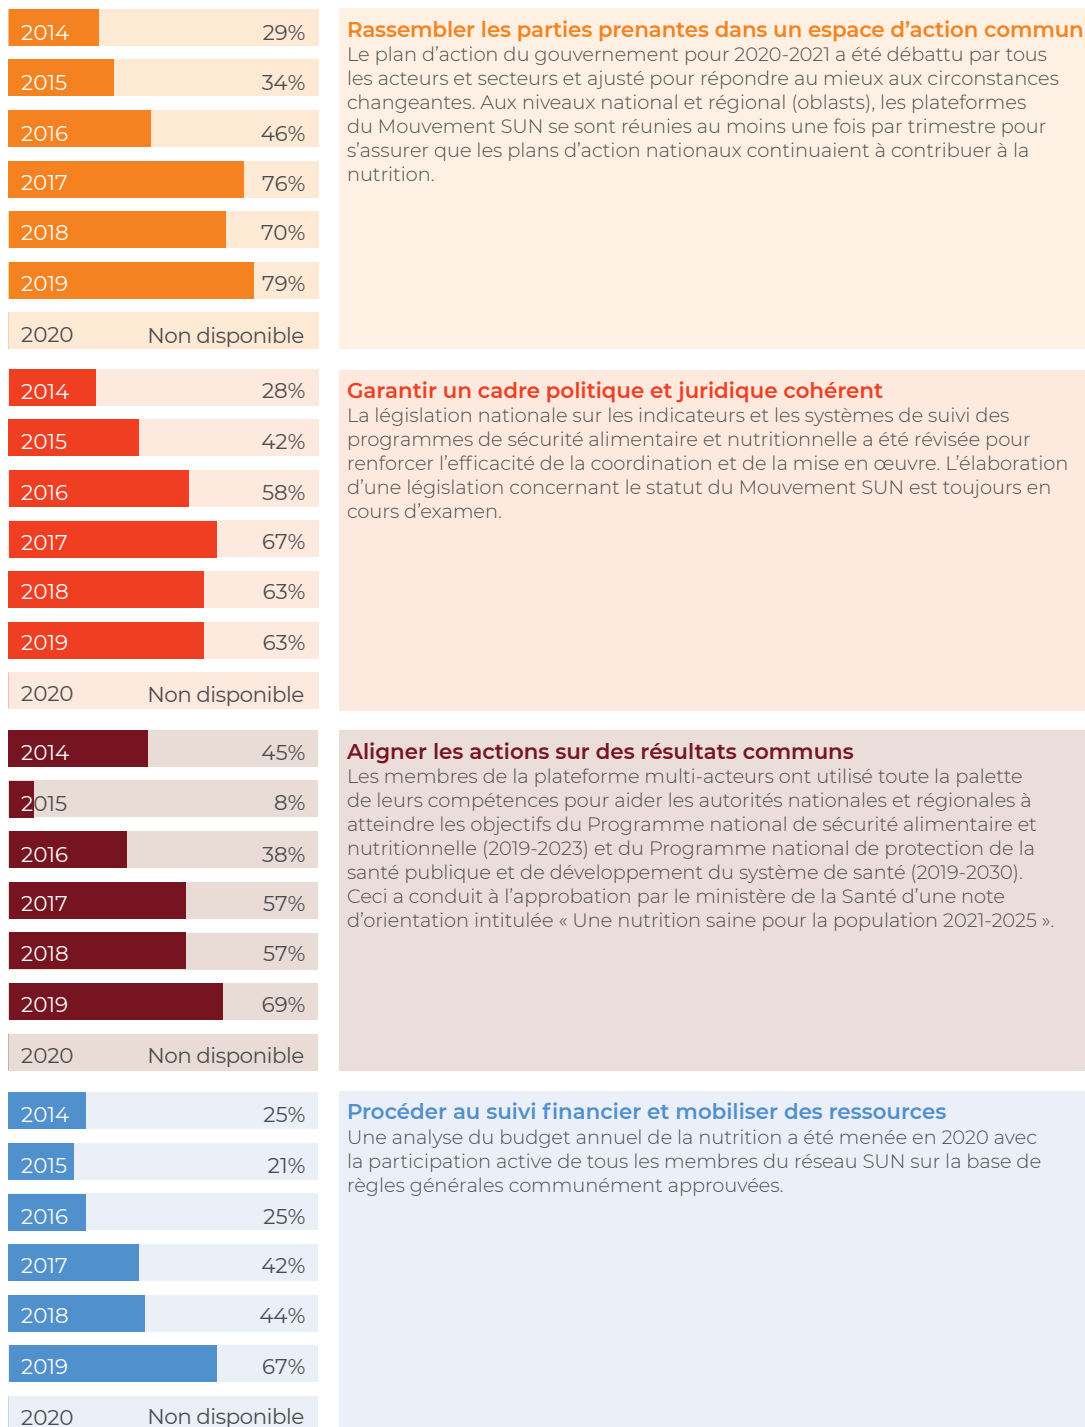 2014 29%
2015 34%
2016 46%
2017 76%
2018 70%
2019 79%
2020 Non disponible
Rassembler les parties prenantes dans un espace d’action commun
Le plan d’action du gouvernement pour 2020-2021 a été débattu par tous
les acteurs et secteurs et ajusté pour répondre au mieux aux circonstances
changeantes. Aux niveaux national et régional (oblasts), les plateformes
du Mouvement SUN se sont réunies au moins une fois par trimestre pour
s’assurer que les plans d’action nationaux continuaient à contribuer à la
nutrition.
2014 28%
2015 42%
2016 58%
2017 67%
2018 63%
2019 63%
2020 Non disponible
Garantir un cadre politique et juridique cohérent
La législation nationale sur les indicateurs et les systèmes de suivi des
programmes de sécurité alimentaire et nutritionnelle a été révisée pour
renforcer l’efficacité de la coordination et de la mise en œuvre. L’élaboration
d’une législation concernant le statut du Mouvement SUN est toujours en
cours d’examen.
2014 45%
2015 8%
2016 38%
2017 57%
2018 57%
2019 69%
2020 Non disponible
Aligner les actions sur des résultats communs
Les membres de la plateforme multi-acteurs ont utilisé toute la palette
de leurs compétences pour aider les autorités nationales et régionales à
atteindre les objectifs du Programme national de sécurité alimentaire et
nutritionnelle (2019-2023) et du Programme national de protection de la
santé publique et de développement du système de santé (2019-2030).
Ceci a conduit à l’approbation par le ministère de la Santé d’une note
d’orientation intitulée « Une nutrition saine pour la population 2021-2025 ».
2014 25%
2015 21%
2016 25%
2017 42%
2018 44%
2019 67%
2020 Non disponible
Procéder au suivi financier et mobiliser des ressources
Une analyse du budget annuel de la nutrition a été menée en 2020 avec
la participation active de tous les membres du réseau SUN sur la base de
règles générales communément approuvées.